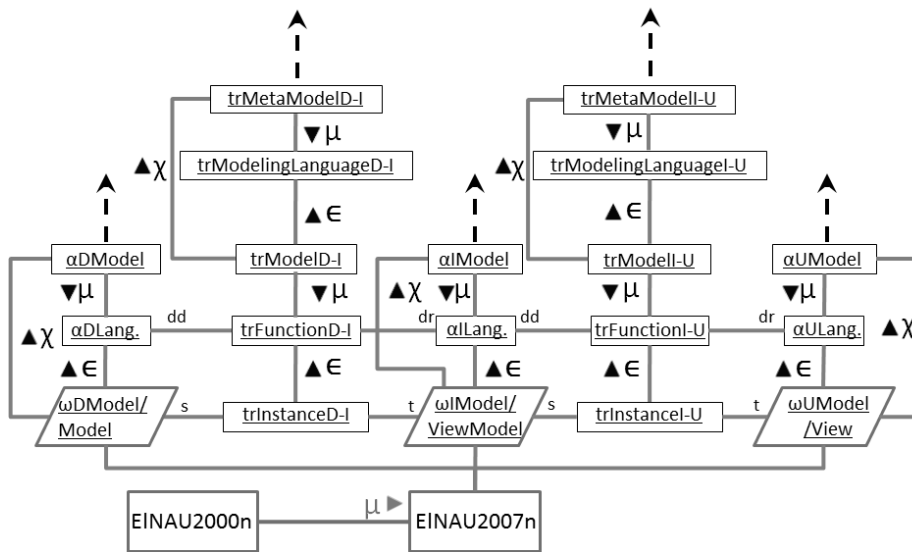 trMetaModelD-I
trMetaModelI-U
▼μ
▼μ
▲χ
trModelingLanguageD-I
▲χ
trModelingLanguageI-U
▲ϵ
▲ϵ
αDModel
trModelD-I
αIModel
trModelI-U
αUModel
▼μ
▼μ
▲χ
▼μ
▼μ
▼μ
▲χ
αDLang.
dd
trFunctionD-I
dr
αILang.
dd
trFunctionI-U
dr
αULang.
▲χ
▲ϵ
▲ϵ
▲ϵ
▲ϵ
▲ϵ
ωDModel/
Model
s
trInstanceD-I
t
ωIModel/
ViewModel
s
trInstanceI-U
t
ωUModel
/View
ElNAU2000n
μ ►
ElNAU2007n